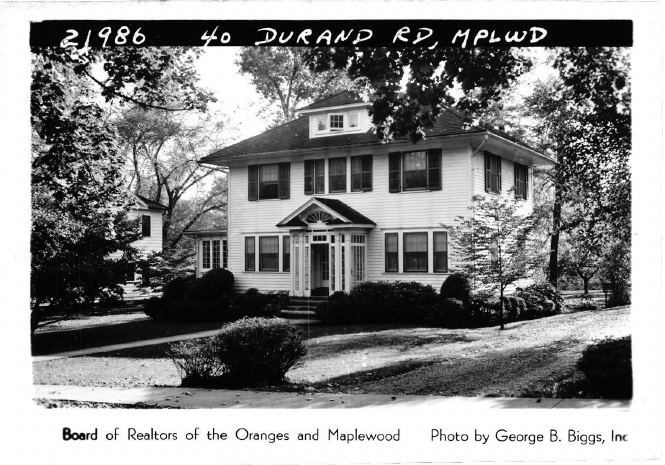 21986 40 DURAND RD, MPLWD
Board of Realtors of the Oranges and Maplewood Photo by George B. Biggs, Inc